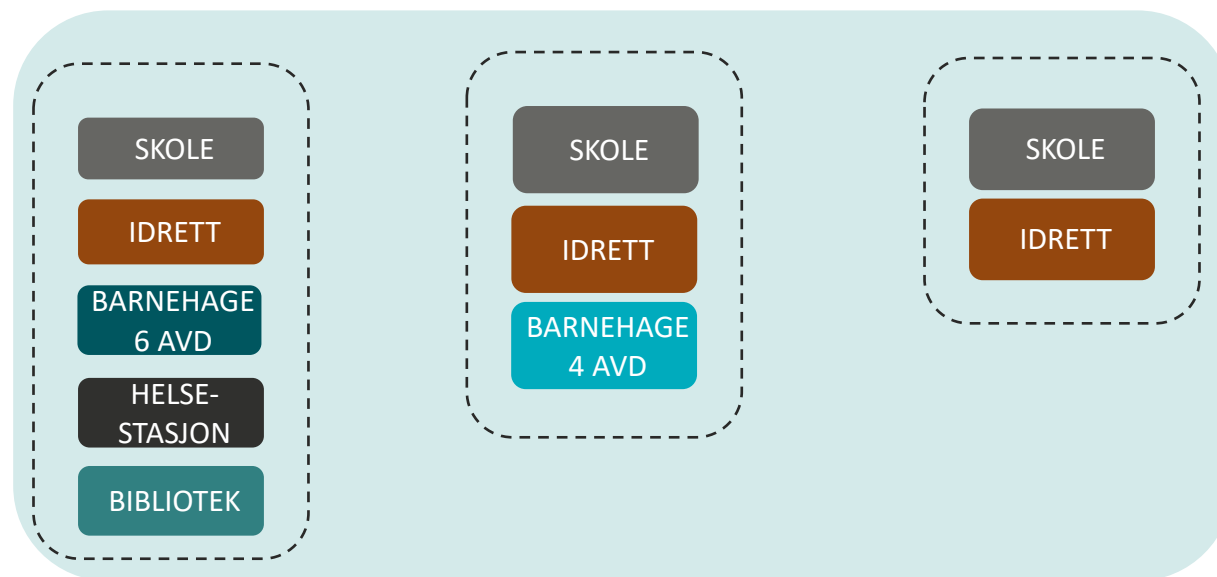 SKOLE
IDRETT
BARNEHAGE
6 AVD
HELSE-
STASJON
BIBLIOTEK
SKOLE
IDRETT
BARNEHAGE
4 AVD
SKOLE
IDRETT